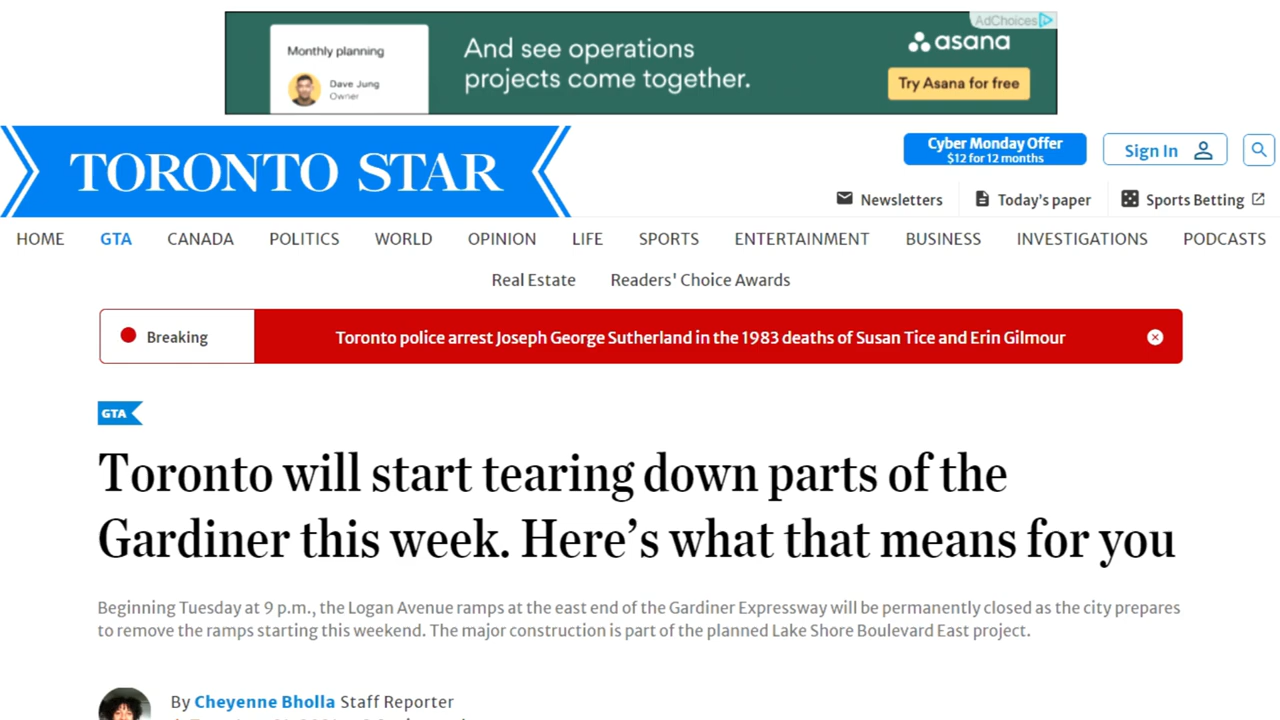 AdChoices
Monthly planning
Dave Jung
Owner
And see operations
projects come together.
asana
Try Asana for free
TORONTO STAR
Cyber Monday Offer
$12 for 12 months
Sign In
Newsletters
Today's paper
Sports Betting
HOME GTA CANADA POLITICS WORLD OPINION LIFE SPORTS ENTERTAINMENT BUSINESS INVESTIGATIONS PODCASTS
Real Estate Readers' Choice Awards
Breaking
Toronto police arrest Joseph George Sutherland in the 1983 deaths of Susan Tice and Erin Gilmour
GTA
Toronto will start tearing down parts of the
Gardiner this week. Here's what that means for you
Beginning Tuesday at 9 p.m., the Logan Avenue ramps at the east end of the Gardiner Expressway will be permanently closed as the city prepares
to remove the ramps starting this weekend. The major construction is part of the planned Lake Shore Boulevard East project.
By Cheyenne Bholla Staff Reporter